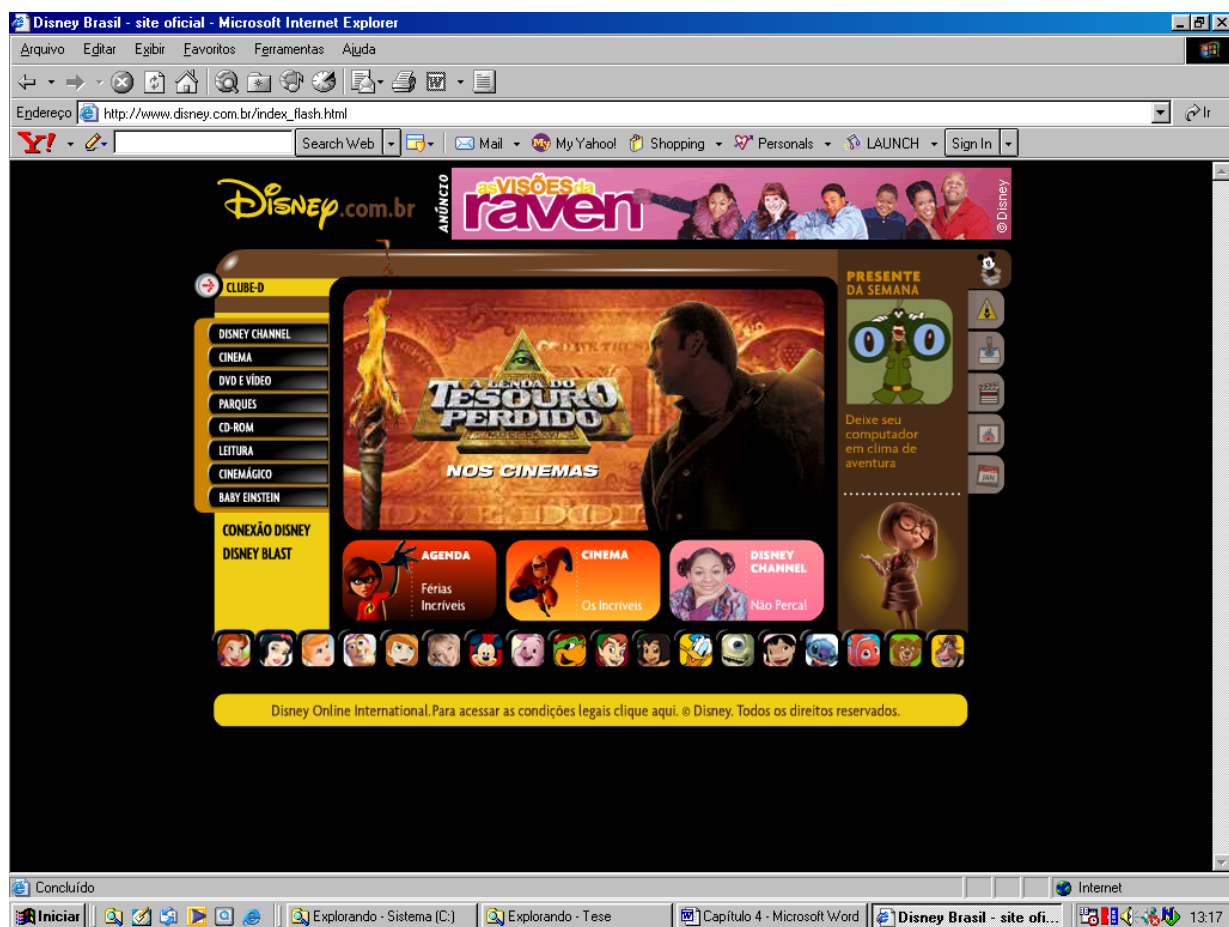 Disney Brasil - site oficial - Microsoft Internet Explorer
Arquivo Editar Exibir Favoritos Ferramentas Ajuda
Endereço http://www.disney.com.br/index_flash.html Ir
Y! Search Web Mail My Yahoo! Shopping Personals LAUNCH Sign In
Disney.com.br
ANÚNCIO
as VISÕES da
raven
© Disney
CLUBE-D
DISNEY CHANNEL
CINEMA
DVD E VÍDEO
PARQUES
CD-ROM
LEITURA
CINEMÁGICO
BABY EINSTEIN
CONEXÃO DISNEY
DISNEY BLAST
A LENDA DO
TESOURO
PERDIDO
NOS CINEMAS
PRESENTE
DA SEMANA
Deixe seu
computador
em clima de
aventura
JAN
AGENDA
Férias
Incríveis
CINEMA
Os Incríveis
DISNEY
CHANNEL
Não Perca!
Disney Online International.Para acessar as condições legais clique aqui. © Disney. Todos os direitos reservados.
Concluído Internet
Iniciar Explorando - Sistema (C:) Explorando - Tese Capítulo 4 - Microsoft Word Disney Brasil - site ofi... 13:17